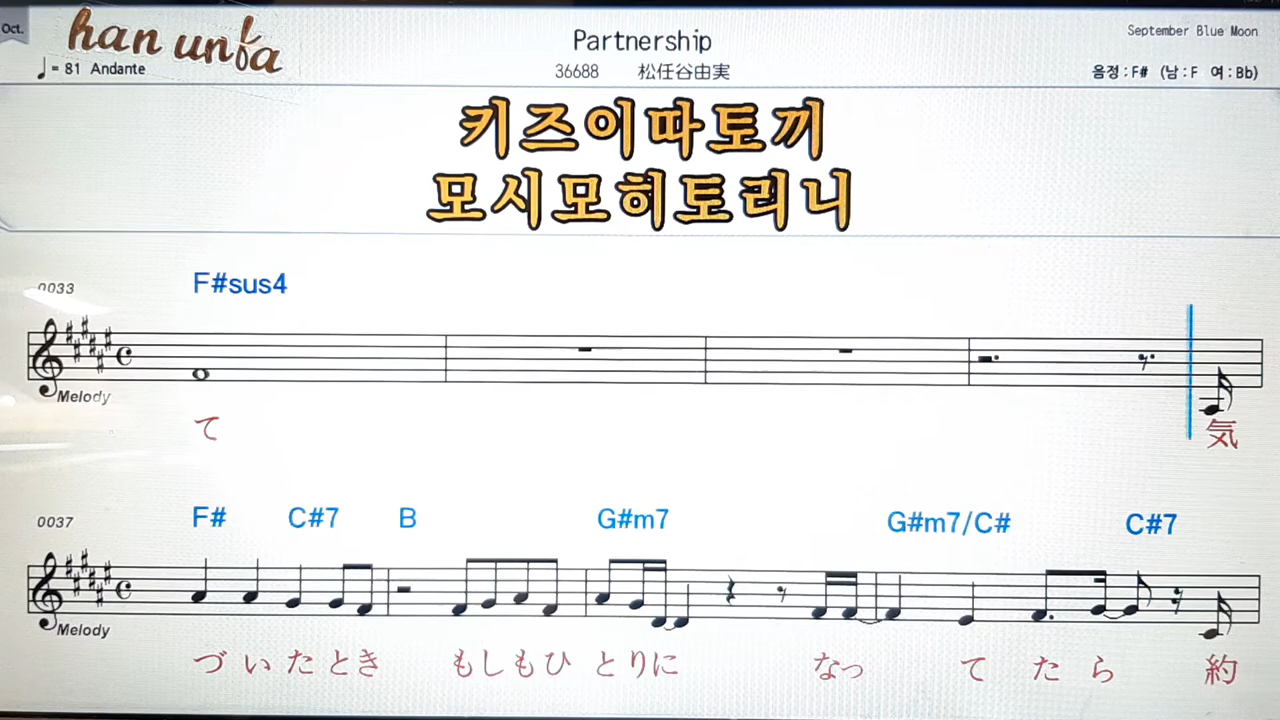 Oct.
han unba
Partnership
September Blue Moon
♩= 81 Andante
36688 松任谷由実
음정 : F# (남 : F 여 : Bb)
키즈이따토끼
모시모히토리니
F#sus4
0033
Melody
て 気
F# C#7 B G#m7 G#m7/C# C#7
0037
Melody
づいたとき もしもひとりに なっ て たら 約